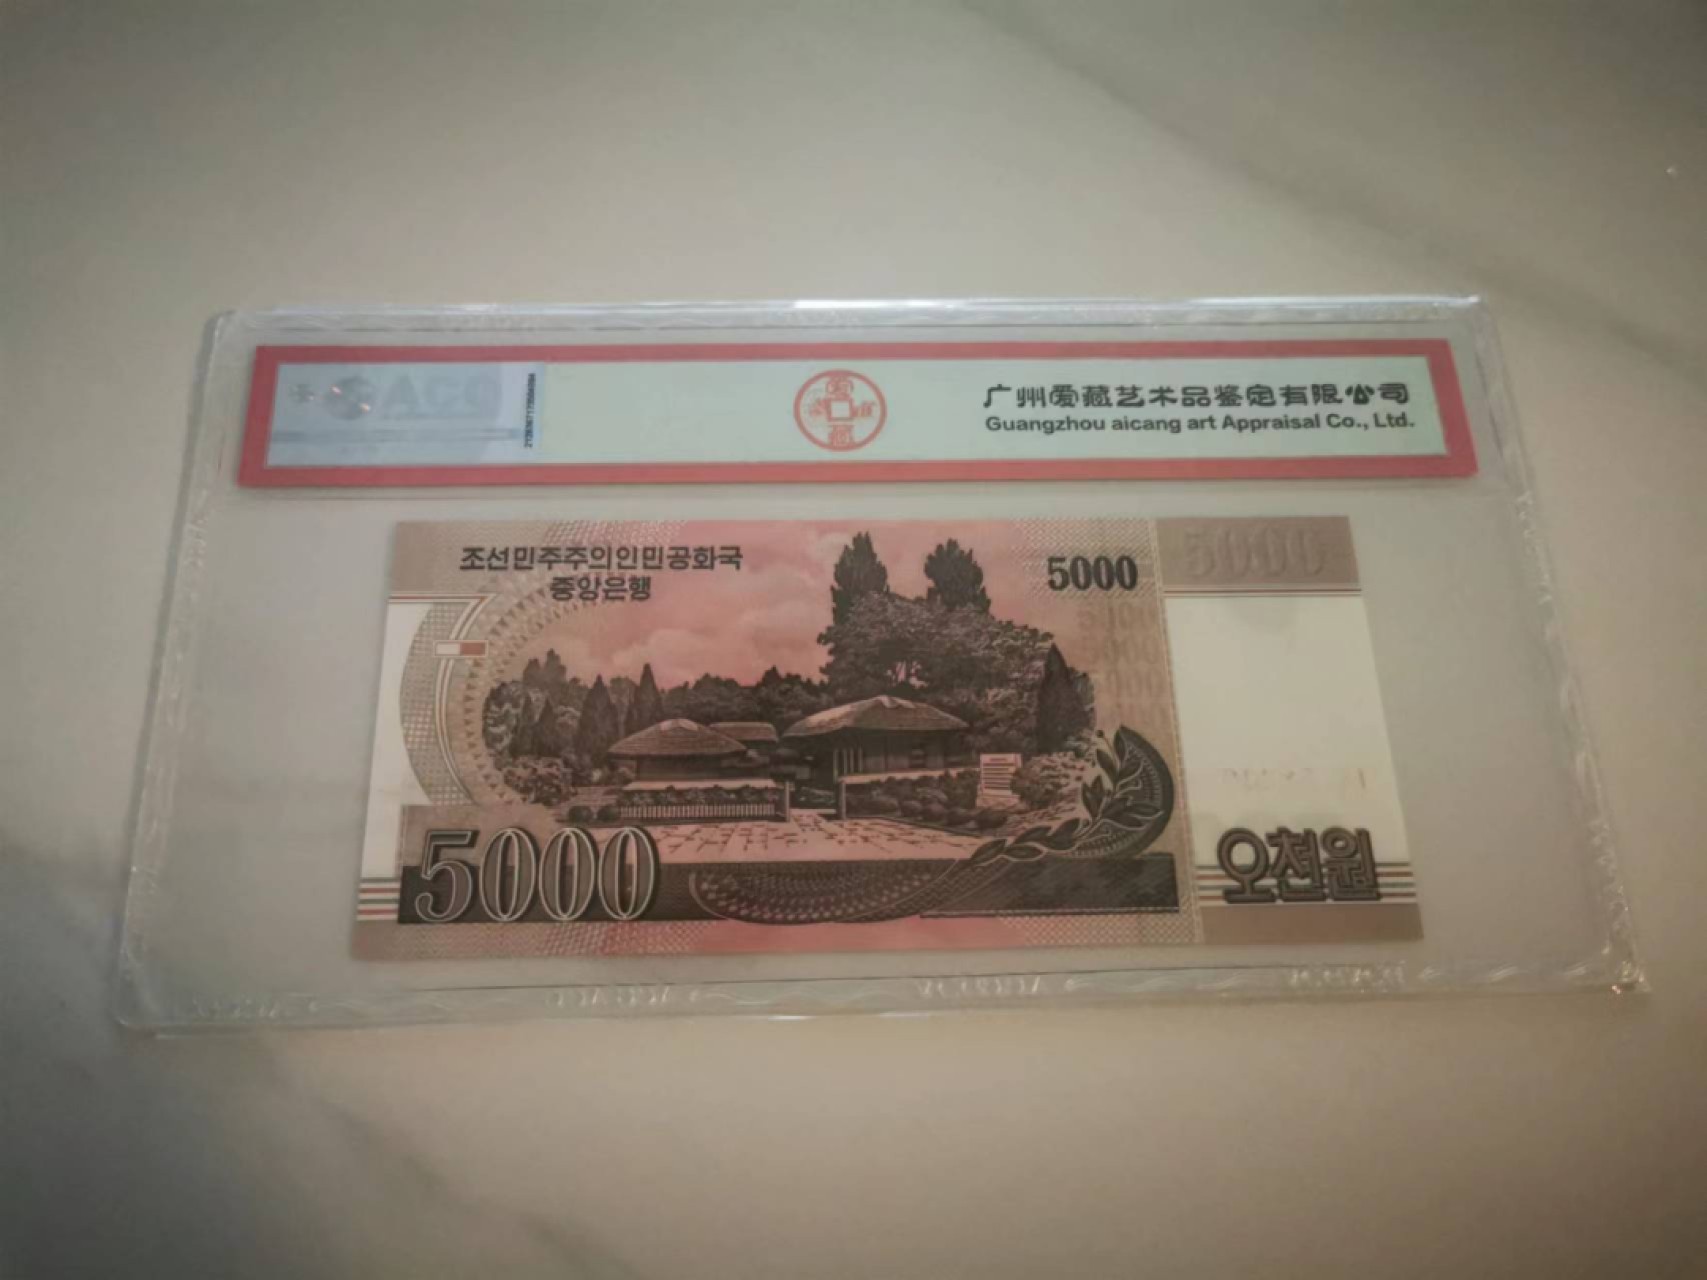 广州爱藏艺术品鉴定有限公司
Guangzhou aicang art Appraisal Co., Ltd.
조선민주주의인민공화국
중앙은행
5000
5000
5000
오천원